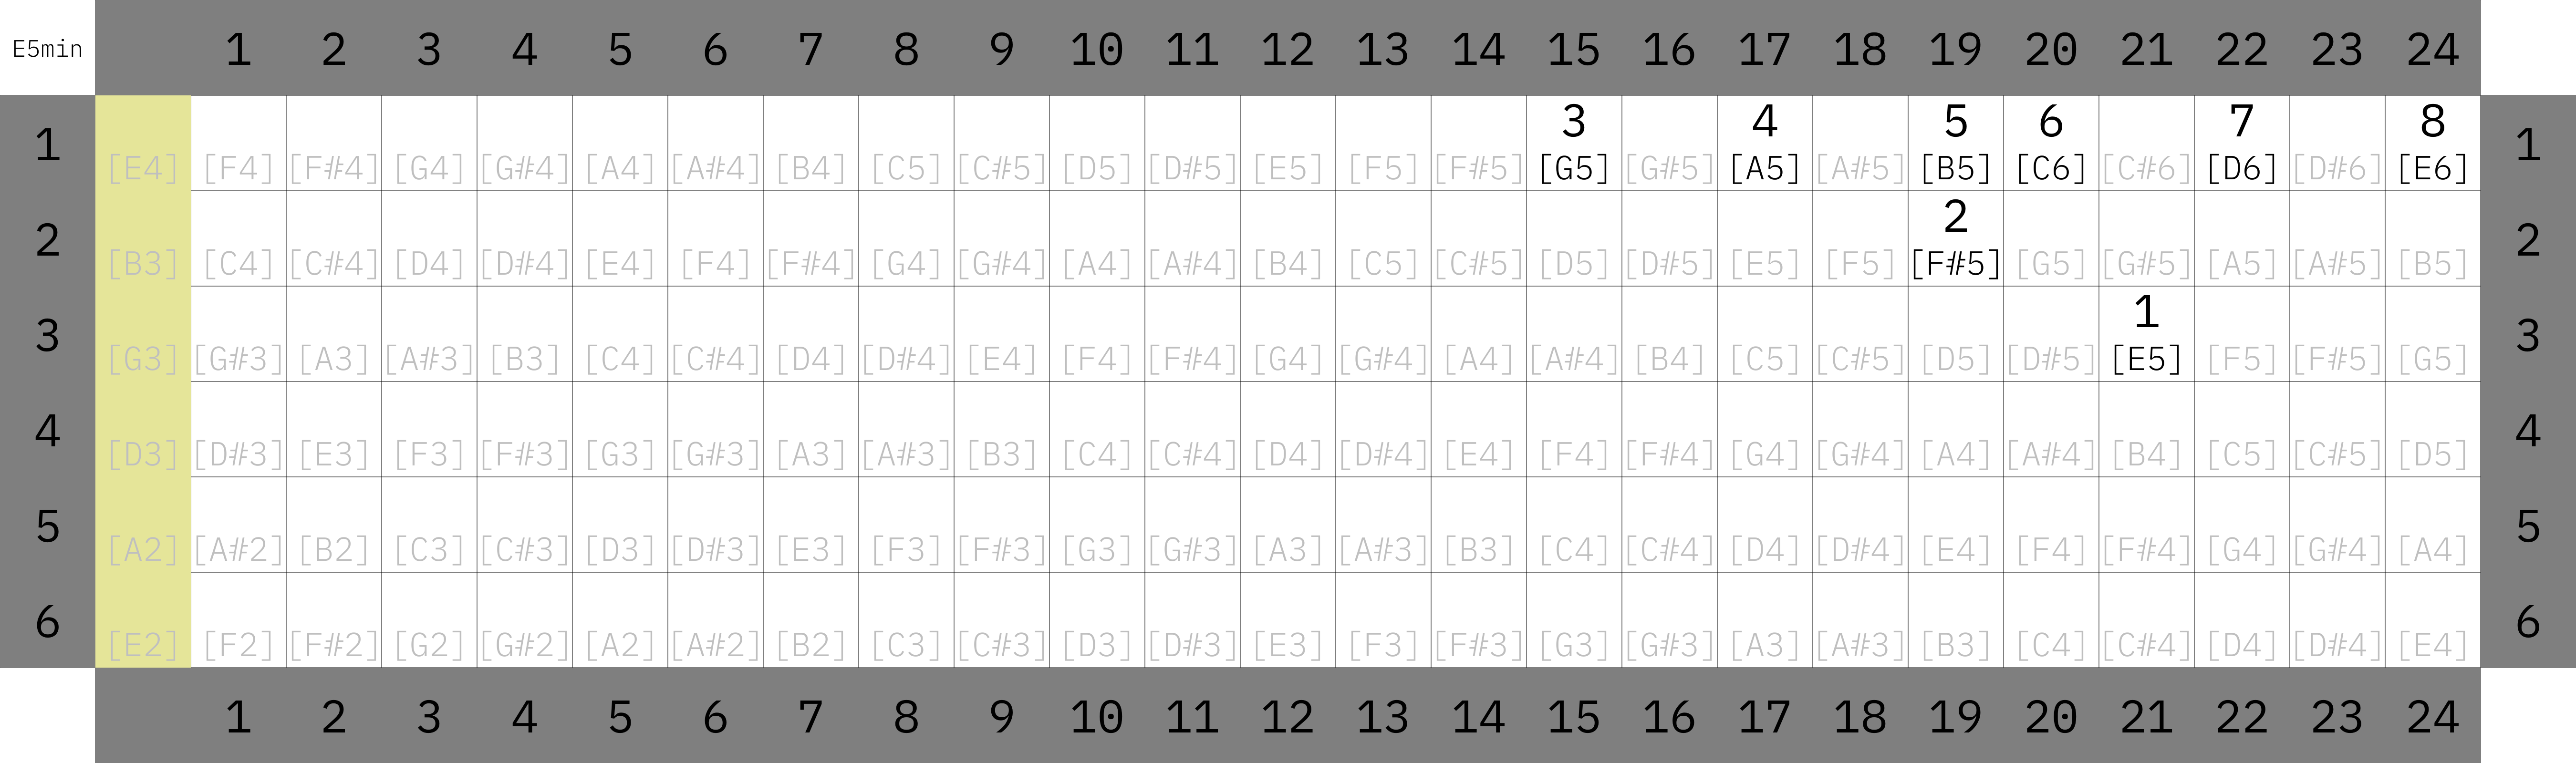 E5min 1 2 3 4 5 6 7 8 9 10 11 12 13 14 15 16 17 18 19 20 21 22 23 24
3 4 5 6 7 8
1 [E4] [F4] [F#4] [G4] [G#4] [A4] [A#4] [B4] [C5] [C#5] [D5] [D#5] [E5] [F5] [F#5] [G5] [G#5] [A5] [A#5] [B5] [C6] [C#6] [D6] [D#6] [E6] 1
2
2 [B3] [C4] [C#4] [D4] [D#4] [E4] [F4] [F#4] [G4] [G#4] [A4] [A#4] [B4] [C5] [C#5] [D5] [D#5] [E5] [F5] [F#5] [G5] [G#5] [A5] [A#5] [B5] 2
1
3 [G3] [G#3] [A3] [A#3] [B3] [C4] [C#4] [D4] [D#4] [E4] [F4] [F#4] [G4] [G#4] [A4] [A#4] [B4] [C5] [C#5] [D5] [D#5] [E5] [F5] [F#5] [G5] 3
4 [D3] [D#3] [E3] [F3] [F#3] [G3] [G#3] [A3] [A#3] [B3] [C4] [C#4] [D4] [D#4] [E4] [F4] [F#4] [G4] [G#4] [A4] [A#4] [B4] [C5] [C#5] [D5] 4
5 [A2] [A#2] [B2] [C3] [C#3] [D3] [D#3] [E3] [F3] [F#3] [G3] [G#3] [A3] [A#3] [B3] [C4] [C#4] [D4] [D#4] [E4] [F4] [F#4] [G4] [G#4] [A4] 5
6 [E2] [F2] [F#2] [G2] [G#2] [A2] [A#2] [B2] [C3] [C#3] [D3] [D#3] [E3] [F3] [F#3] [G3] [G#3] [A3] [A#3] [B3] [C4] [C#4] [D4] [D#4] [E4] 6
1 2 3 4 5 6 7 8 9 10 11 12 13 14 15 16 17 18 19 20 21 22 23 24